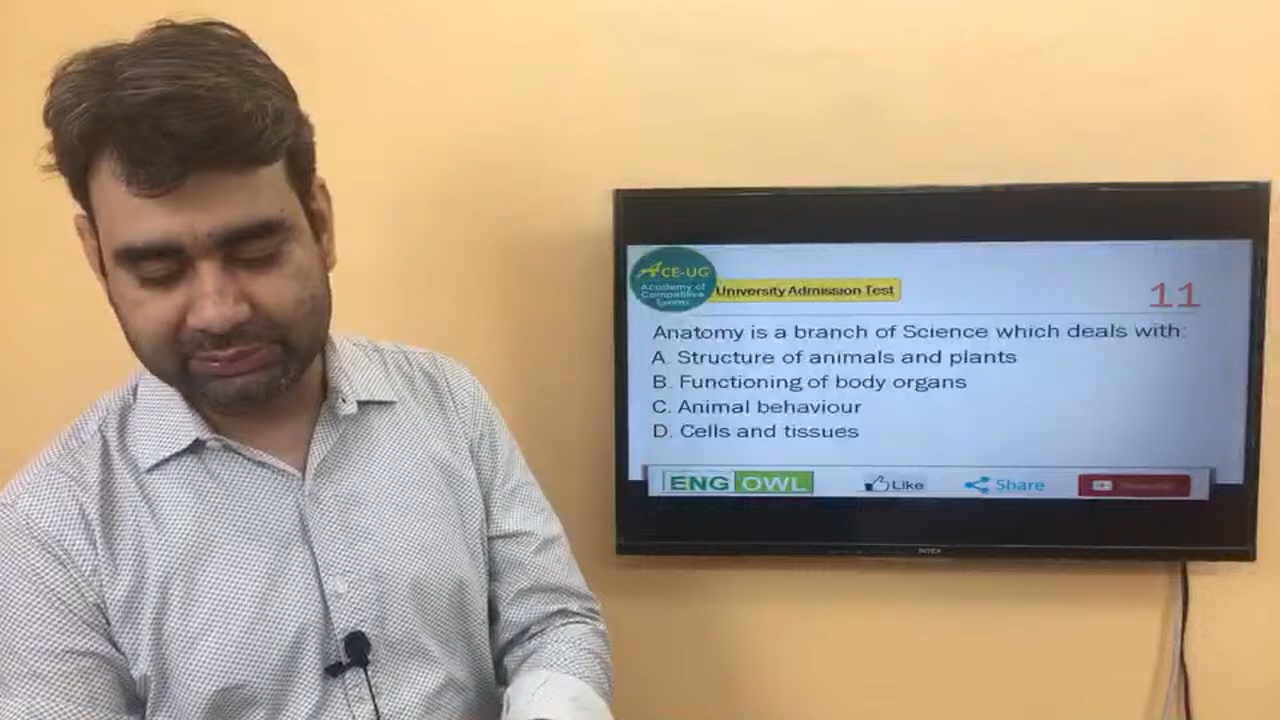 ACE-UG
Academy of
Competitive
Exams
University Admission Test
11
Anatomy is a branch of Science which deals with:
A. Structure of animals and plants
B. Functioning of body organs
C. Animal behaviour
D. Cells and tissues
ENG OWL
Like
Share
INTEX